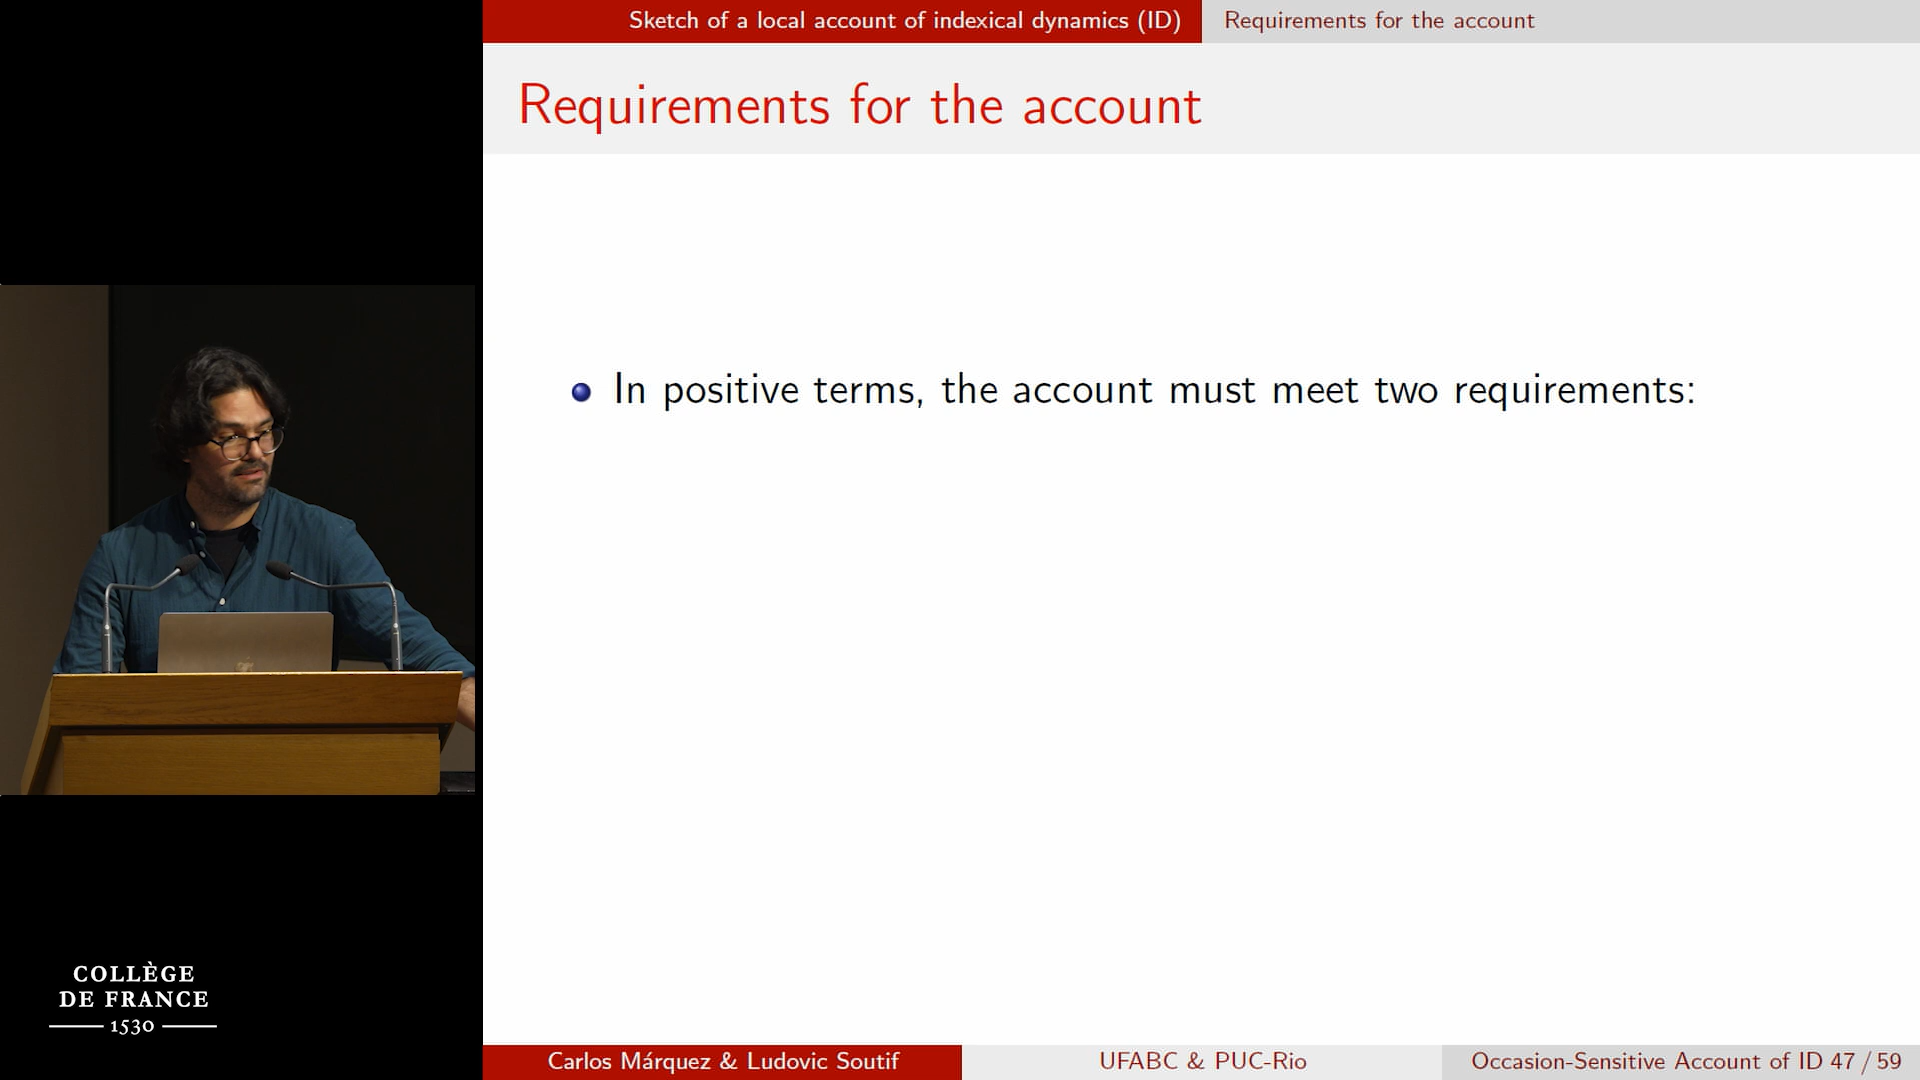 Sketch of a local account of indexical dynamics (ID)
Requirements for the account
Requirements for the account
In positive terms, the account must meet two requirements:
COLLÈGE
DE FRANCE
1530
Carlos Márquez & Ludovic Soutif
UFABC & PUC-Rio
Occasion-Sensitive Account of ID 47 / 59